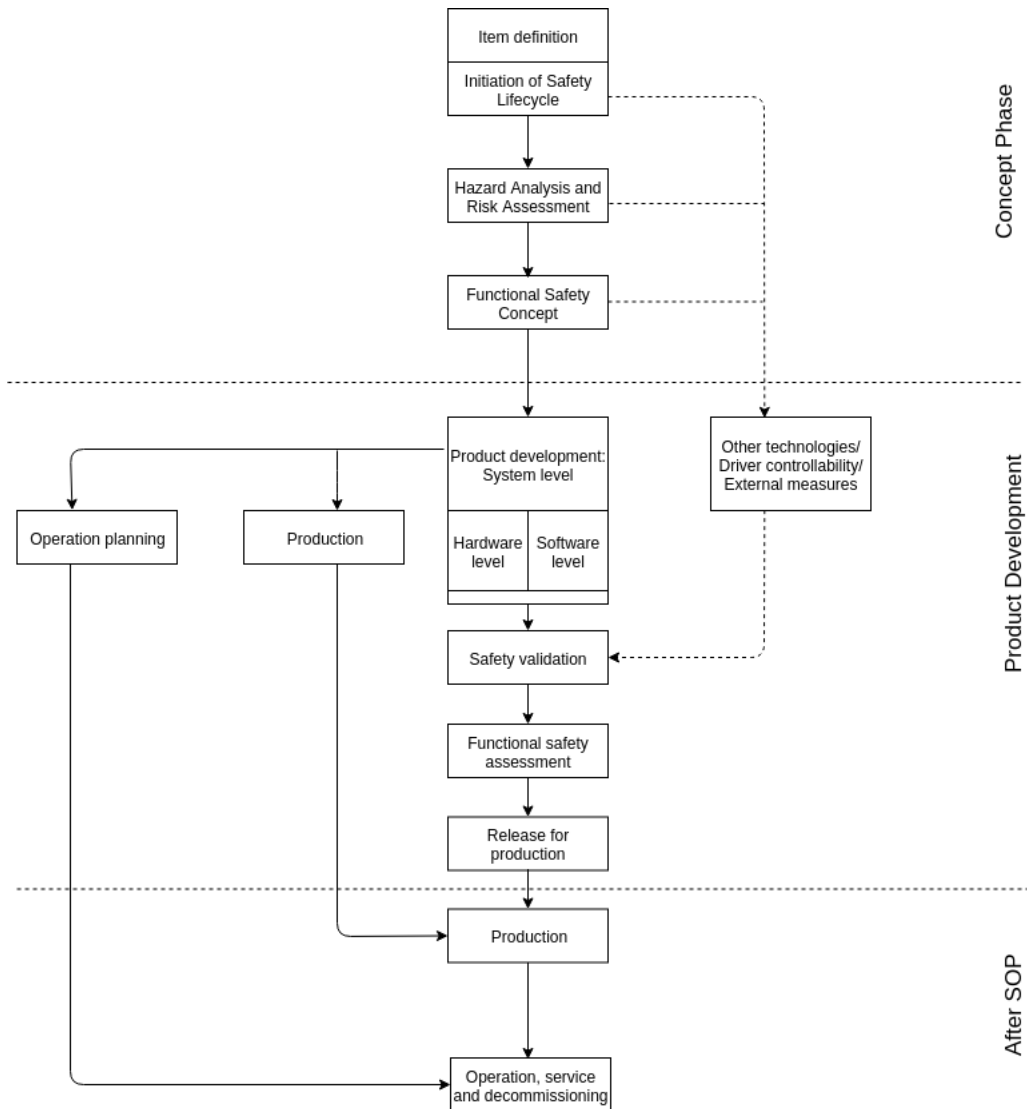 Item definition
Initiation of Safety
Lifecycle
Concept Phase
Hazard Analysis and
Risk Assessment
Functional Safety
Concept
Product development:
System level
Other technologies/
Driver controllability/
External measures
Operation planning
Production
Hardware
level
Software
level
Product Development
Safety validation
Functional safety
assessment
Release for
production
Production
After SOP
Operation, service
and decommissioning